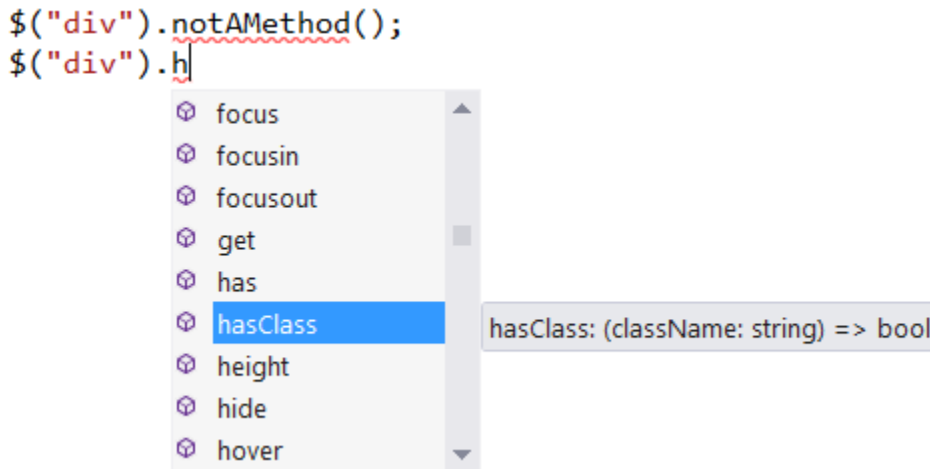 $("div").notAMethod();
$("div").h
focus
focusin
focusout
get
has
hasClass
hasClass: (className: string) => bool
height
hide
hover